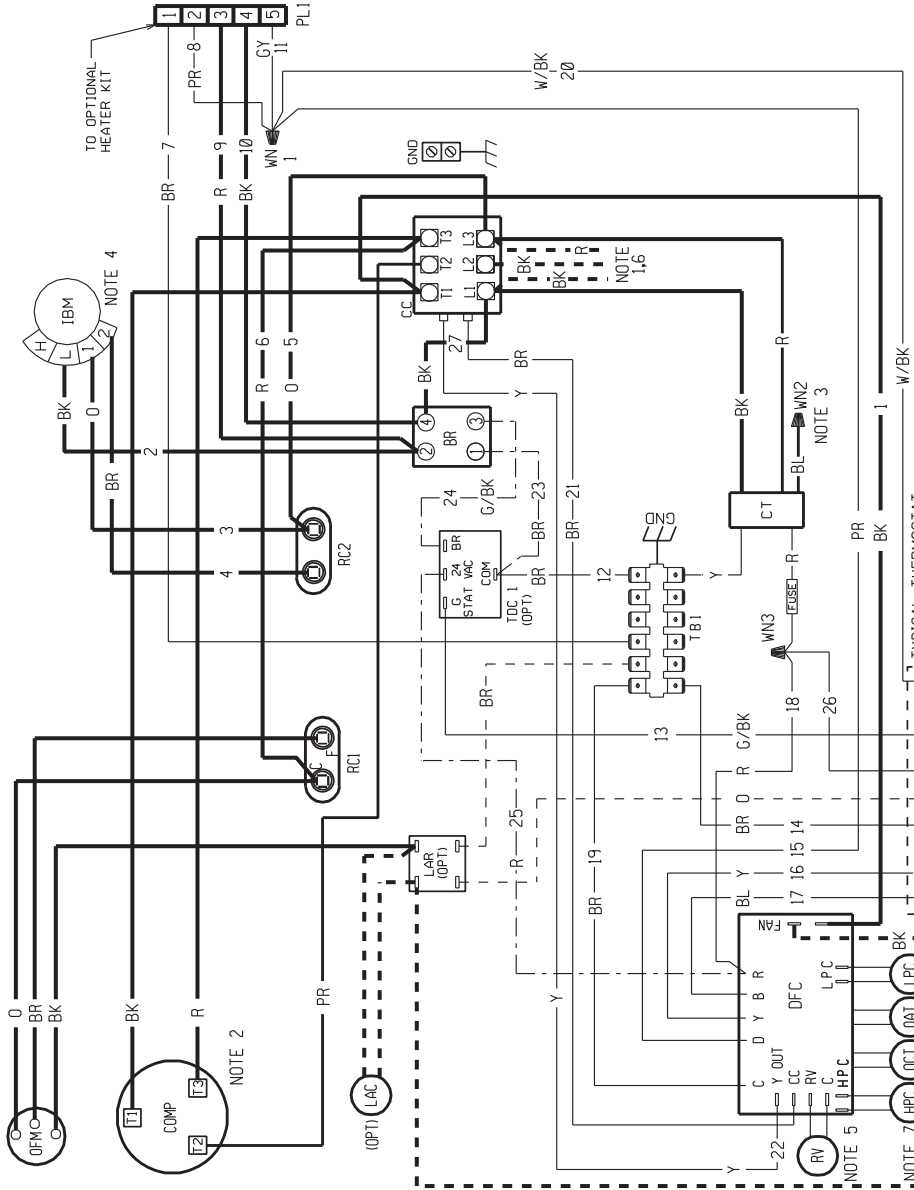 TO OPTIONAL
HEATER KIT
1
2
3
4
5
PL1
PR
8
GY
11
BR
7
R
9
BK
10
WN
1
W/BK
20
GND
H
L
1
2
IBM
NOTE 4
BK
O
BR
2
3
4
R
6
O
5
CC
T1
T2
T3
L1
L2
L3
BK
BK
R
NOTE
1,6
BK
27
BR
Y
4
2
BR
3
1
24
G/BK
BR
23
BR
21
RC2
BR
24
VAC
G
STAT
COM
TDC 1
(OPT)
BR
12
GND
TB1
Y
CT
BK
R
BL
WN2
NOTE 3
R
FUSE
WN3
18
26
1
BK
PR
W/BK
C
F
RC1
BR
13
G/BK
R
O
BR
14
15
Y
16
BL
17
25
R
BR
19
LAR
(OPT)
O
BR
BK
OFM
BK
R
PR
T1
T3
T2
COMP
NOTE 2
LAC
(OPT)
Y
FAN
BK
C
D
Y
B
R
DFC
LPC
Y OUT
CC
RV
C
HPC
22
Y
RV
NOTE 5
HPC
OCT
OAT
LPC
NOTE 7
TYPICAL THERMOSTAT